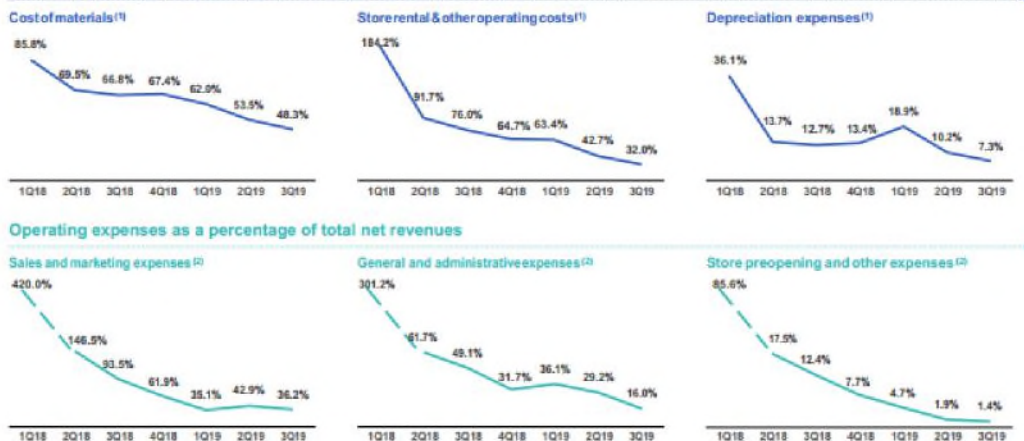 Cost of materials(1) Store rental & other operating costs(1) Depreciation expenses(1)
85.8% 69.5% 66.8% 67.4% 62.0% 53.5% 48.3%
184.2% 91.7% 76.0% 64.7% 63.4% 42.7% 32.0%
36.1% 13.7% 12.7% 13.4% 18.9% 10.2% 7.3%
1Q18 2Q18 3Q18 4Q18 1Q19 2Q19 3Q19 1Q18 2Q18 3Q18 4Q18 1Q19 2Q19 3Q19 1Q18 2Q18 3Q18 4Q18 1Q19 2Q19 3Q19
Operating expenses as a percentage of total net revenues
Sales and marketing expenses (2) General and administrative expenses(2) Store preopening and other expenses (2)
420.0% 146.5% 93.5% 61.9% 35.1% 42.9% 36.2%
301.2% 61.7% 49.1% 31.7% 36.1% 29.2% 16.0%
85.6% 17.5% 12.4% 7.7% 4.7% 1.9% 1.4%
1Q18 2Q18 3Q18 4Q18 1Q19 2Q19 3Q19 1Q18 2Q18 3Q18 4Q18 1Q19 2Q19 3Q19 1Q18 2Q18 3Q18 4Q18 1Q19 2Q19 3Q19